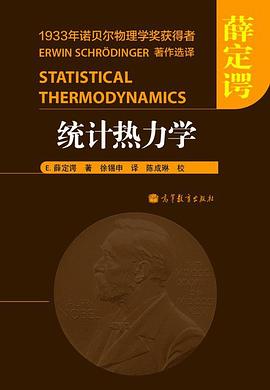 1933年诺贝尔物理学奖获得者
ERWIN SCHRÖDINGER 著作选译
STATISTICAL
THERMODYNAMICS
薛定谔
统计热力学
E. 薛定谔 著 徐锡申 译 陈成琳 校
高等教育出版社